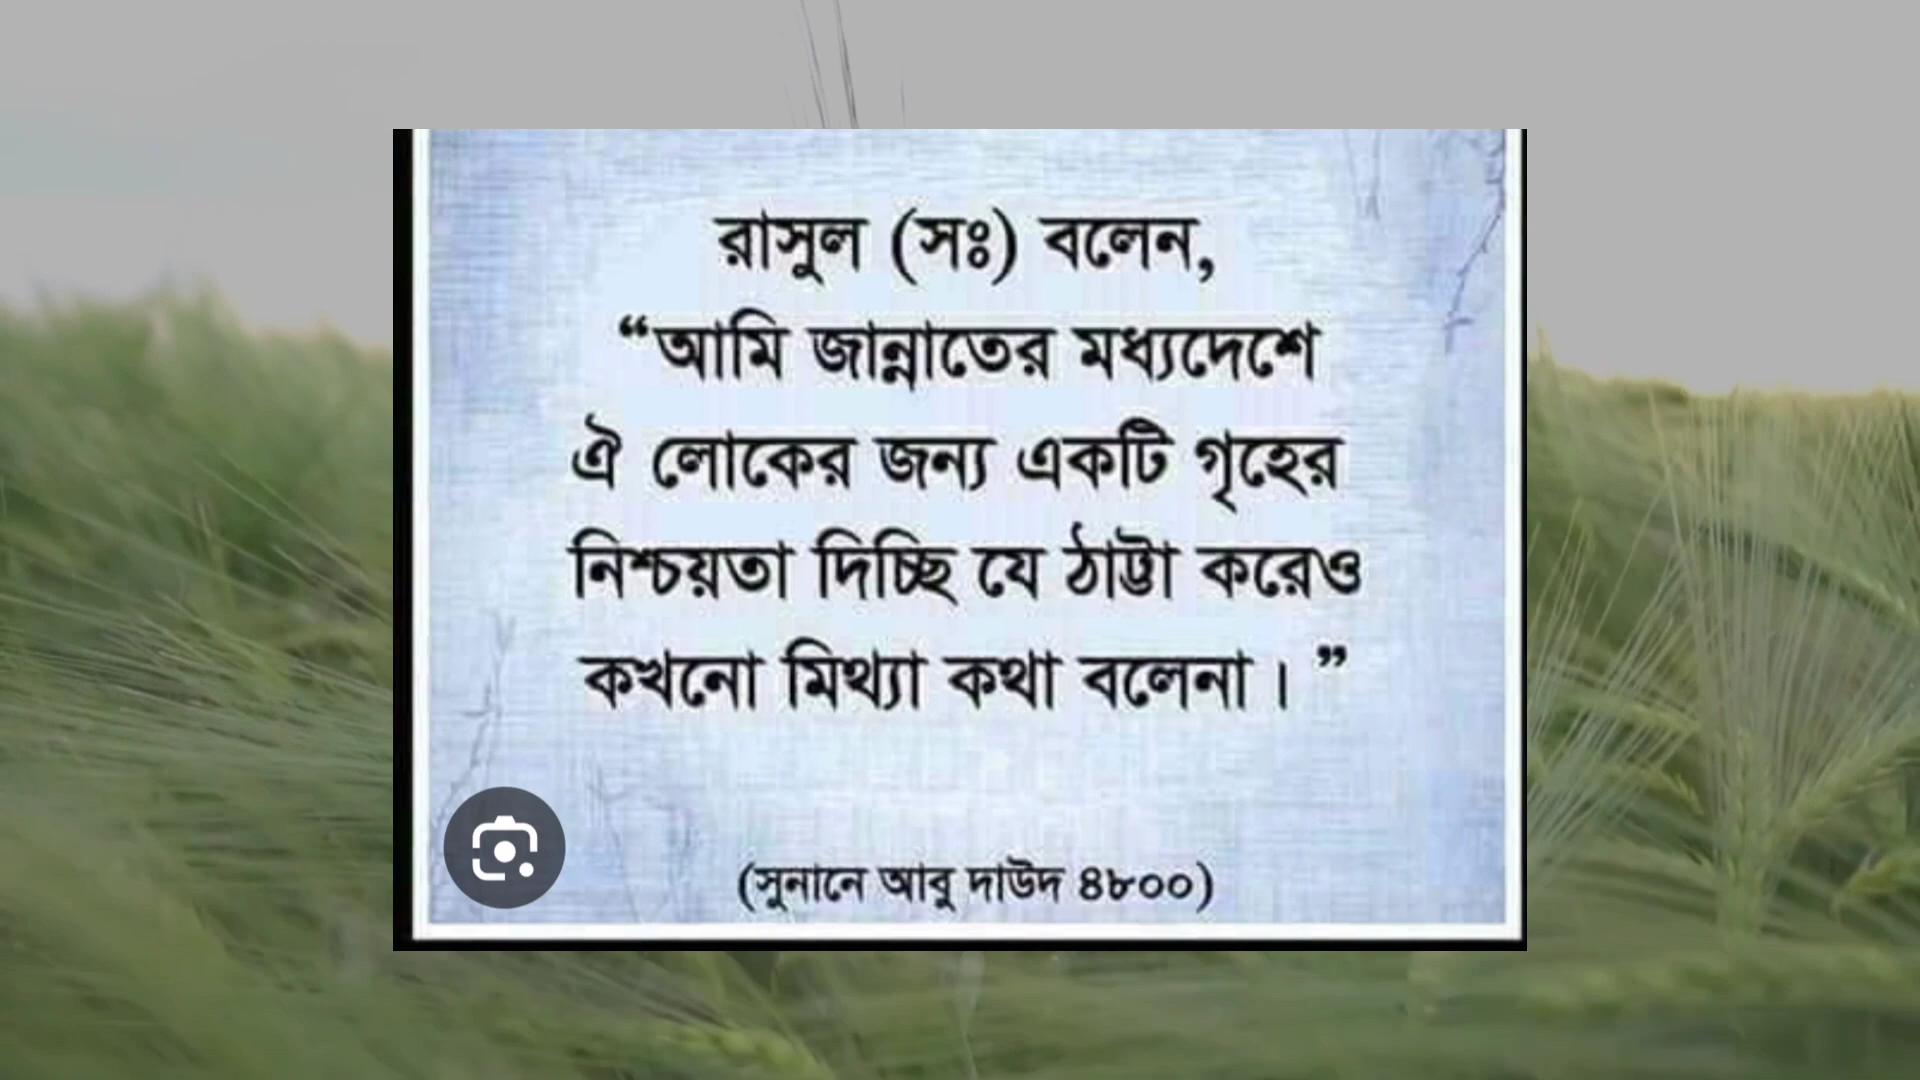 রাসুল (সঃ) বলেন,
“আমি জান্নাতের মধ্যদেশে
ঐ লোকের জন্য একটি গৃহের
নিশ্চয়তা দিচ্ছি যে ঠাট্টা করেও
কখনো মিথ্যা কথা বলেনা। ”
(সুনানে আবু দাউদ ৪৮০০)